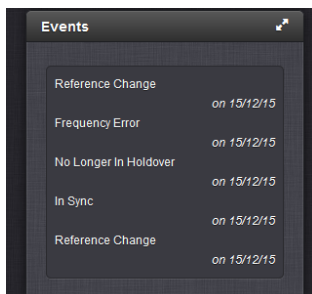 Events
Reference Change
on 15/12/15
Frequency Error
on 15/12/15
No Longer In Holdover
on 15/12/15
In Sync
on 15/12/15
Reference Change
on 15/12/15